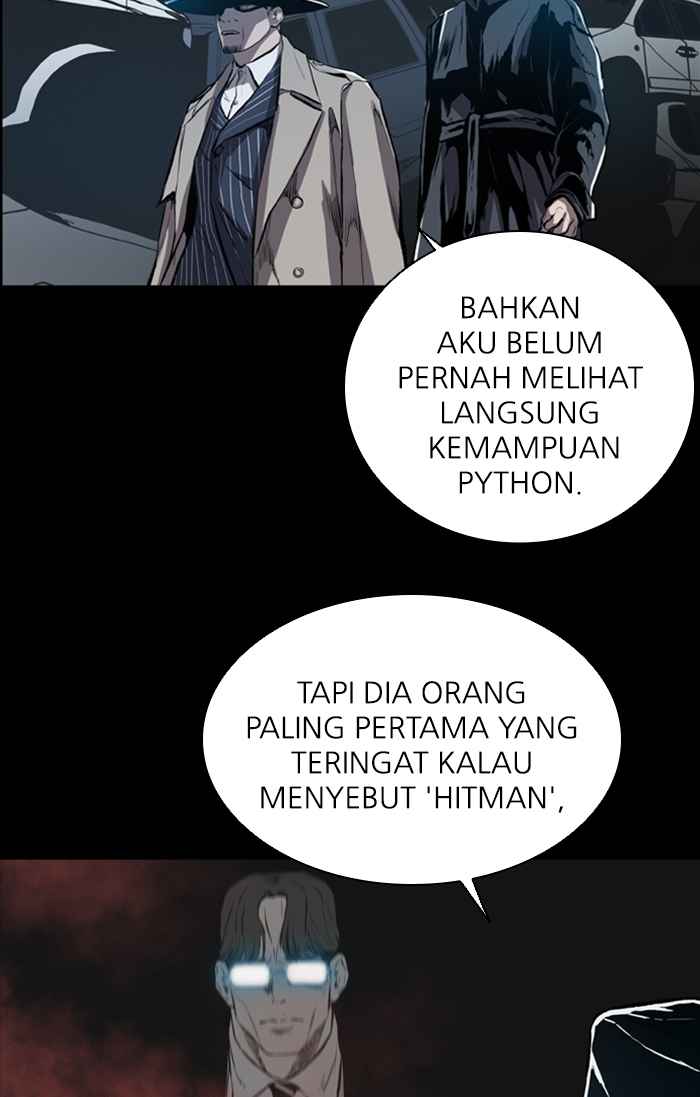 BAHKAN
AKU BELUM
PERNAH MELIHAT
LANGSUNG
KEMAMPUAN
PYTHON.
TAPI DIA ORANG
PALING PERTAMA YANG
TERINGAT KALAU
MENYEBUT 'HITMAN',